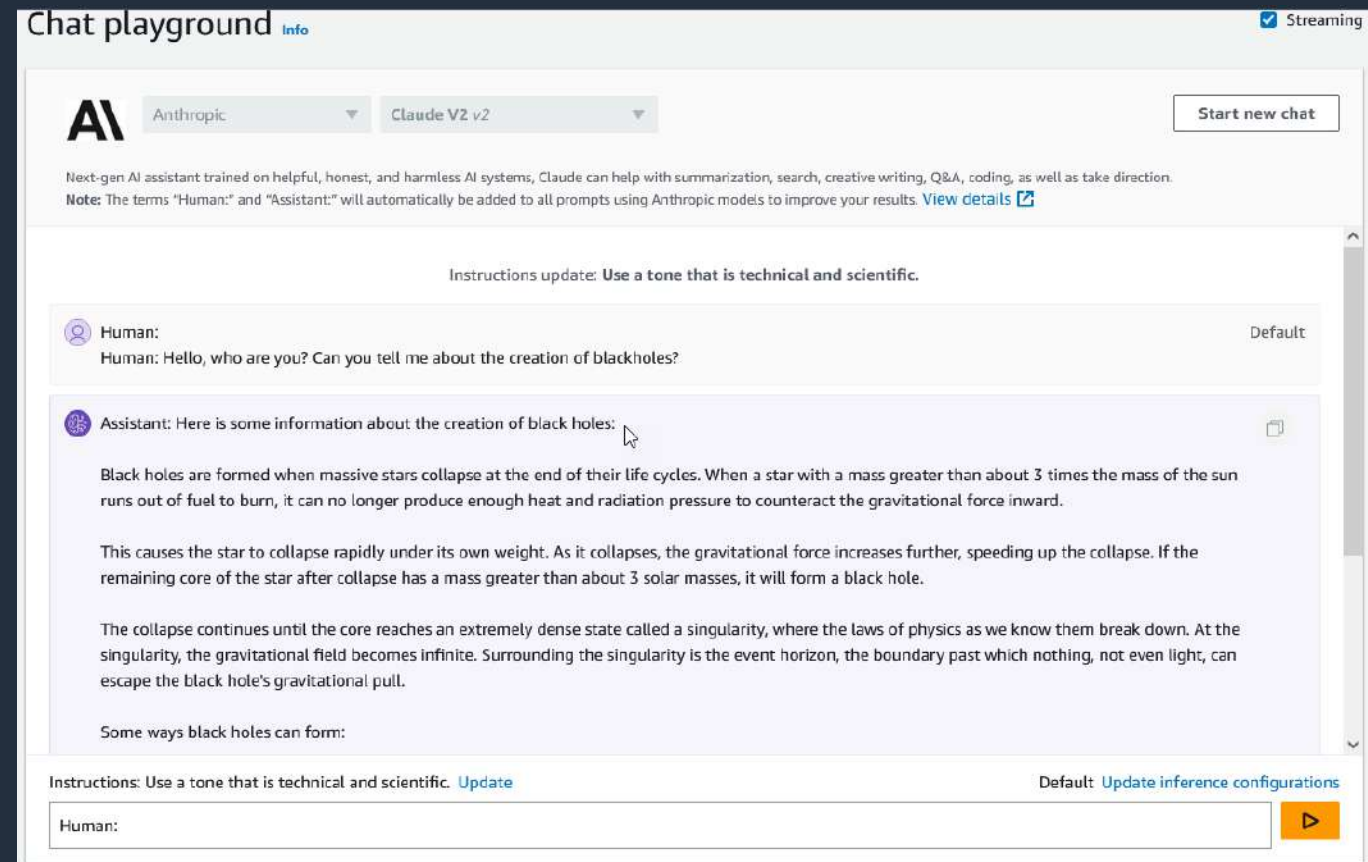 Chat playground Info
Streaming
AI
Anthropic
Claude V2 v2
Start new chat
Next-gen AI assistant trained on helpful, honest, and harmless AI systems, Claude can help with summarization, search, creative writing, Q&A, coding, as well as take direction.
Note: The terms "Human:" and "Assistant:" will automatically be added to all prompts using Anthropic models to improve your results. View details
Instructions update: Use a tone that is technical and scientific.
Human:
Default
Human: Hello, who are you? Can you tell me about the creation of blackholes?
Assistant: Here is some information about the creation of black holes:
Black holes are formed when massive stars collapse at the end of their life cycles. When a star with a mass greater than about 3 times the mass of the sun
runs out of fuel to burn, it can no longer produce enough heat and radiation pressure to counteract the gravitational force inward.
This causes the star to collapse rapidly under its own weight. As it collapses, the gravitational force increases further, speeding up the collapse. If the
remaining core of the star after collapse has a mass greater than about 3 solar masses, it will form a black hole.
The collapse continues until the core reaches an extremely dense state called a singularity, where the laws of physics as we know them break down. At the
singularity, the gravitational field becomes infinite. Surrounding the singularity is the event horizon, the boundary past which nothing, not even light, can
escape the black hole's gravitational pull.
Some ways black holes can form:
Instructions: Use a tone that is technical and scientific. Update
Default Update inference configurations
Human: